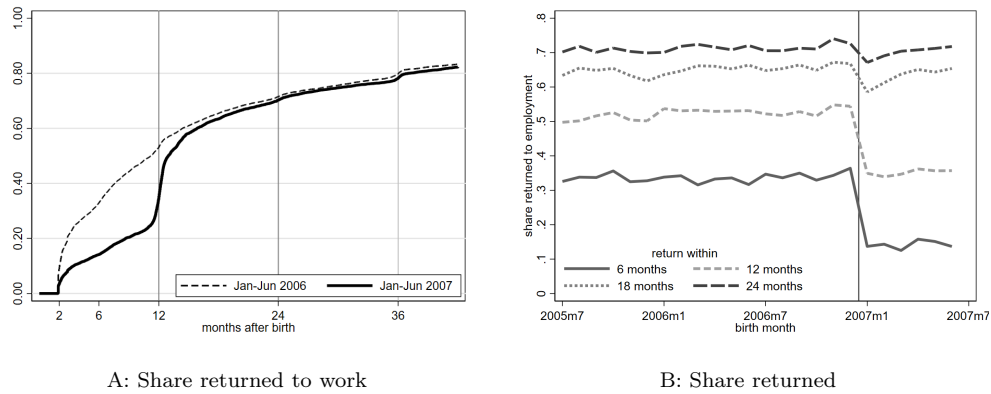 1.00
0.80
0.60
0.40
0.20
0.00
2 6 12 24 36
months after birth
Jan-Jun 2006 Jan-Jun 2007
A: Share returned to work
share returned to employment
.8
.7
.6
.5
.4
.3
.2
.1
0
return within
6 months 12 months
18 months 24 months
2005m7 2006m1 2006m7 2007m1 2007m7
birth month
B: Share returned